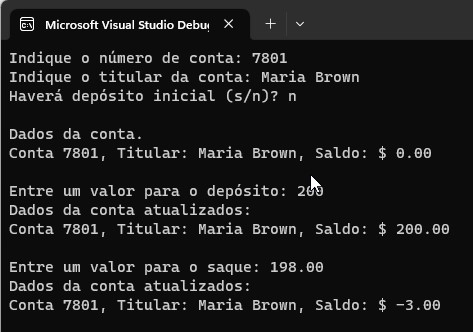 Microsoft Visual Studio Debug
Indique o número de conta: 7801
Indique o titular da conta: Maria Brown
Haverá depósito inicial (s/n)? n
Dados da conta.
Conta 7801, Titular: Maria Brown, Saldo: $ 0.00
Entre um valor para o depósito: 200
Dados da conta atualizados:
Conta 7801, Titular: Maria Brown, Saldo: $ 200.00
Entre um valor para o saque: 198.00
Dados da conta atualizados:
Conta 7801, Titular: Maria Brown, Saldo: $ -3.00